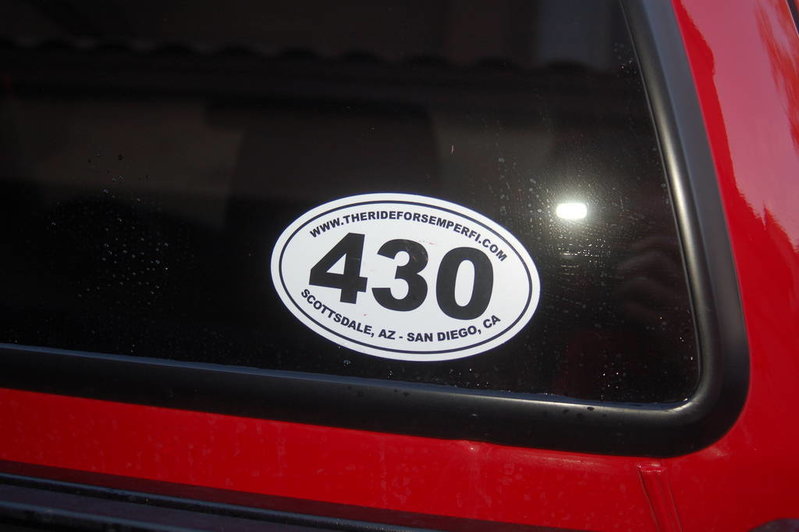 WWW.THERIDEFORSEMPERFI.COM
430
SCOTTSDALE, AZ - SAN DIEGO, CA